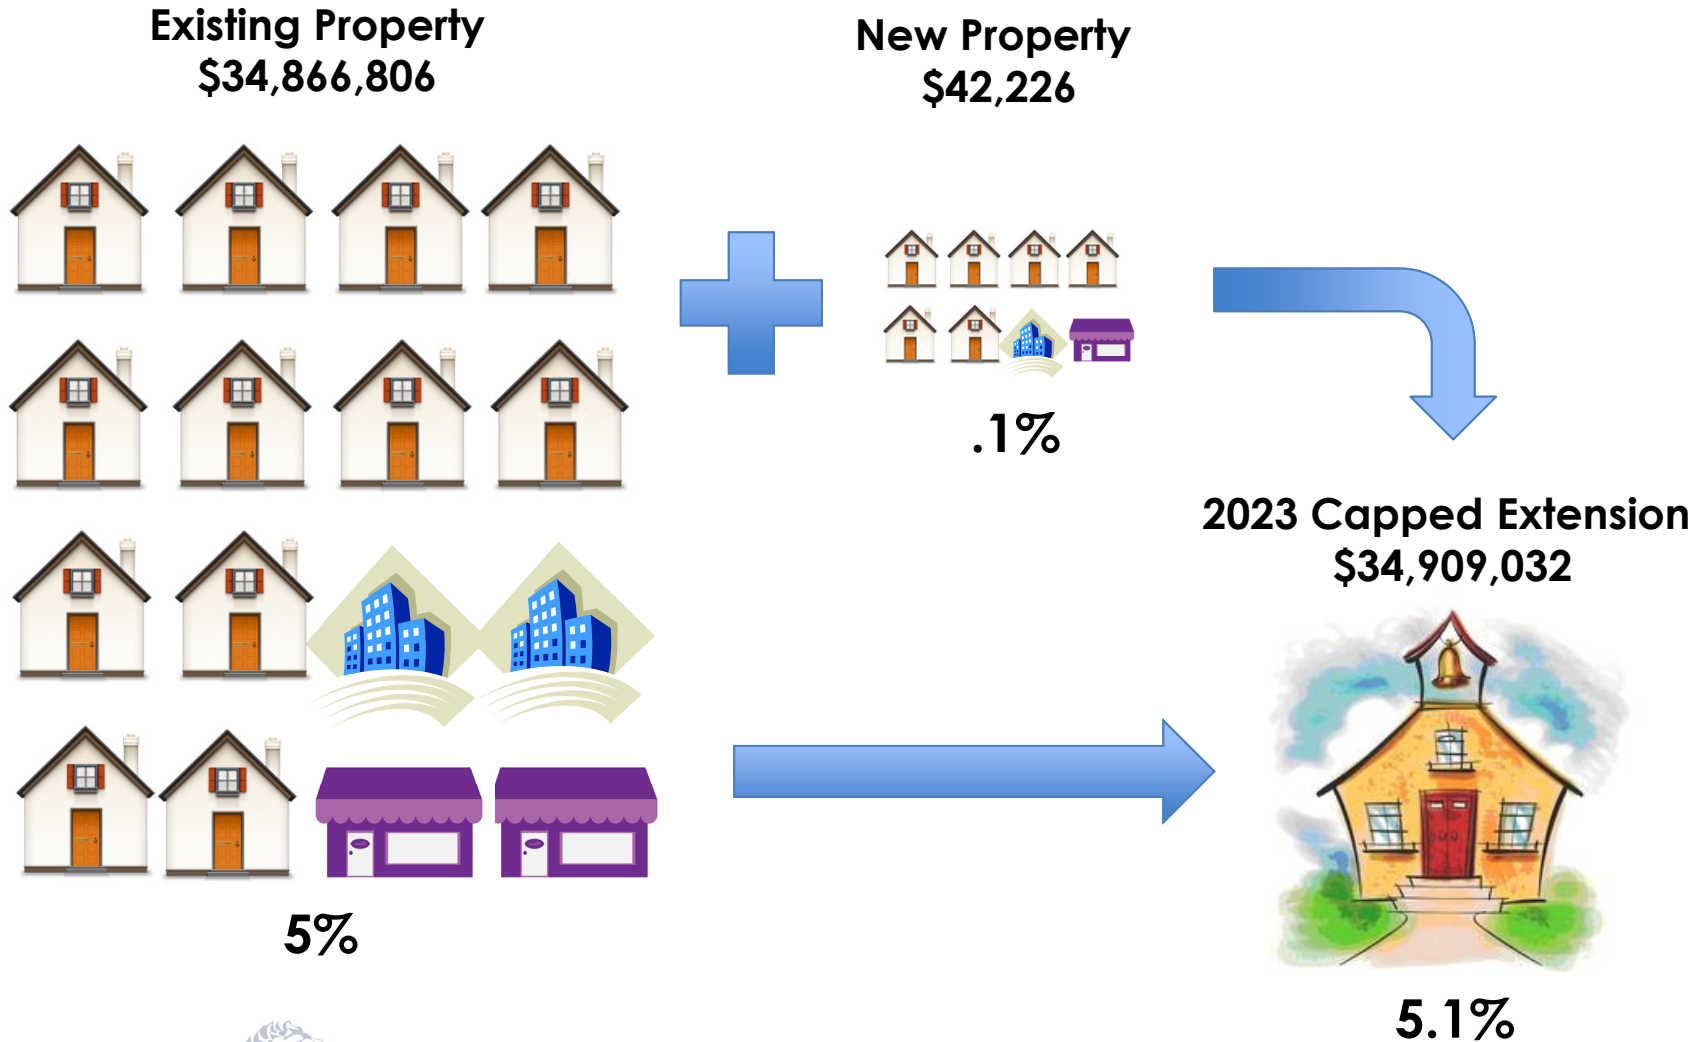 Existing Property
$34,866,806
New Property
$42,226
.1%
2023 Capped Extension
$34,909,032
5%
5.1%